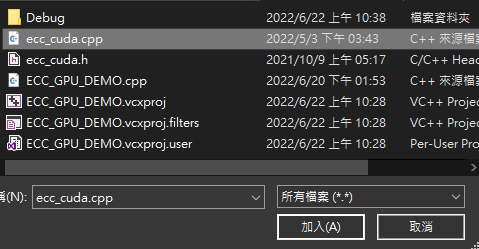 Debug 2022/6/22 上午 10:38 檔案資料夾
ecc_cuda.cpp 2022/5/3 下午 03:43 C++ 來源檔案
ecc_cuda.h 2021/10/9 上午 05:17 C/C++ Head
ECC_GPU_DEMO.cpp 2022/6/20 下午 01:53 C++ 來源檔案
ECC_GPU_DEMO.vcxproj 2022/6/22 上午 10:28 VC++ Projec
ECC_GPU_DEMO.vcxproj.filters 2022/6/22 上午 10:28 VC++ Projec
ECC_GPU_DEMO.vcxproj.user 2022/6/22 上午 10:28 Per-User Pro
稱(N): ecc_cuda.cpp 所有檔案 (*.*)
加入(A) 取消